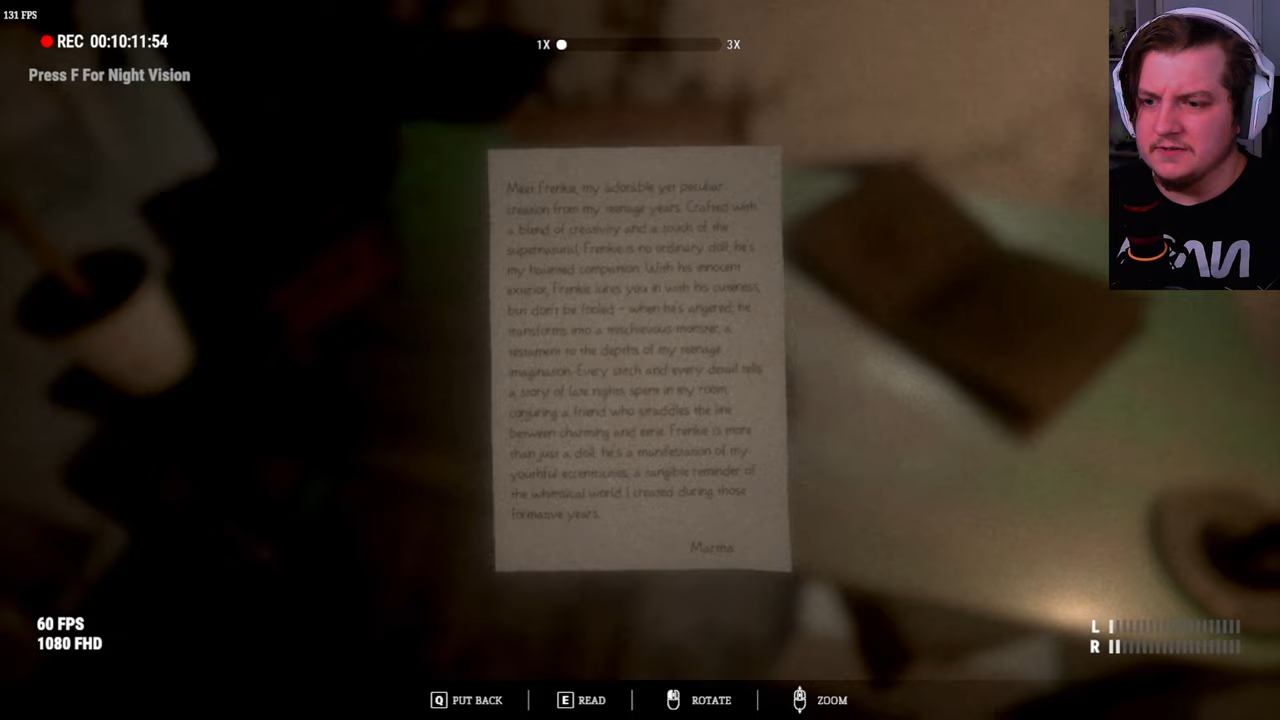 131 FPS
REC 00:10:11:54
1X
3X
Press F For Night Vision
Meet Frenkie, my adorable yet peculiar
creation from my teenage years. Crafted with
a blend of creativity and a touch of the
supernatural, Frenkie is no ordinary doll; he's
my haunted companion. With his innocent
exterior, Frenkie lures you in with his cuteness,
but don't be fooled - when he's angered, he
transforms into a mischievous monster, a
testament to the depths of my teenage
imagination. Every stitch and every detail tells
a story of late nights spent in my room,
conjuring a friend who straddles the line
between charming and eerie. Frenkie is more
than just a doll; he's a manifestation of my
youthful eccentricities, a tangible reminder of
the whimsical world I created during those
formative years.
Marma
60 FPS
1080 FHD
L
R
Q PUT BACK
E READ
ROTATE
ZOOM